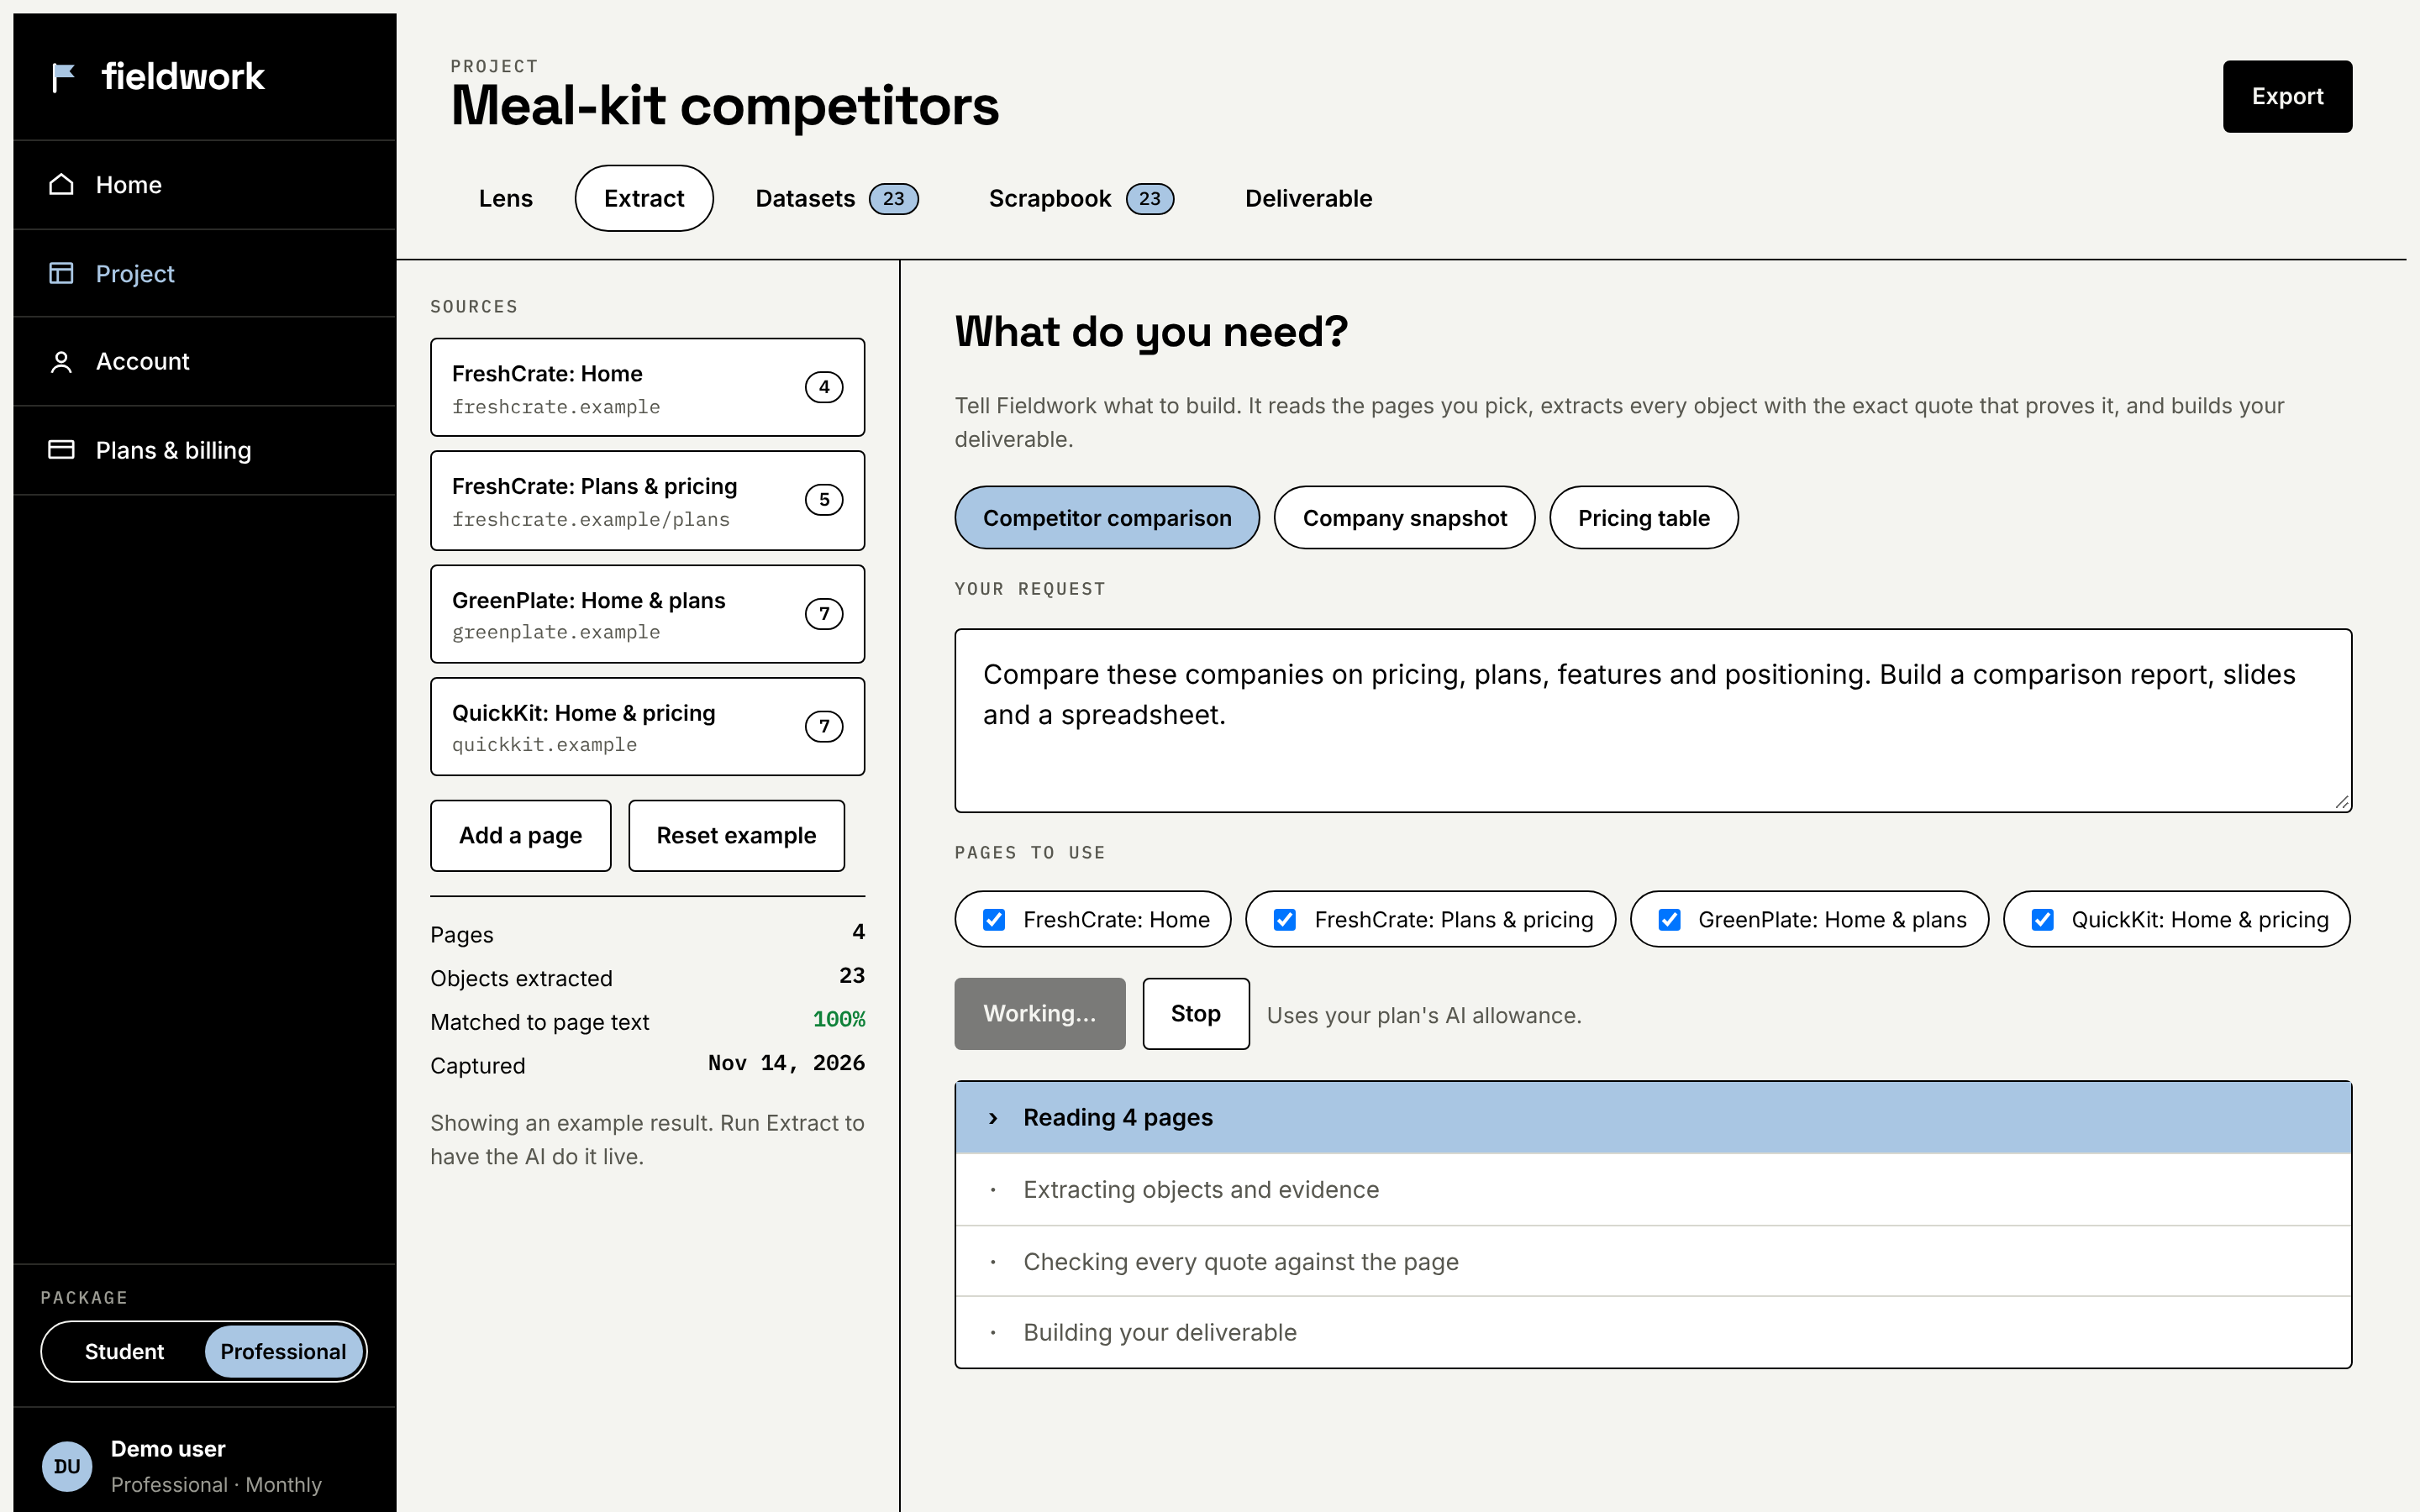 fieldwork
Home
Project
Account
Plans & billing
PACKAGE
Student
Professional
DU
Demo user
Professional · Monthly
PROJECT
Meal-kit competitors
Export
Lens
Extract
Datasets 23
Scrapbook 23
Deliverable
SOURCES
FreshCrate: Home
freshcrate.example
4
FreshCrate: Plans & pricing
freshcrate.example/plans
5
GreenPlate: Home & plans
greenplate.example
7
QuickKit: Home & pricing
quickkit.example
7
Add a page
Reset example
Pages 4
Objects extracted 23
Matched to page text 100%
Captured Nov 14, 2026
Showing an example result. Run Extract to
have the AI do it live.
What do you need?
Tell Fieldwork what to build. It reads the pages you pick, extracts every object with the exact quote that proves it, and builds your
deliverable.
Competitor comparison
Company snapshot
Pricing table
YOUR REQUEST
Compare these companies on pricing, plans, features and positioning. Build a comparison report, slides
and a spreadsheet.
PAGES TO USE
FreshCrate: Home
FreshCrate: Plans & pricing
GreenPlate: Home & plans
QuickKit: Home & pricing
Working...
Stop
Uses your plan's AI allowance.
› Reading 4 pages
· Extracting objects and evidence
· Checking every quote against the page
· Building your deliverable